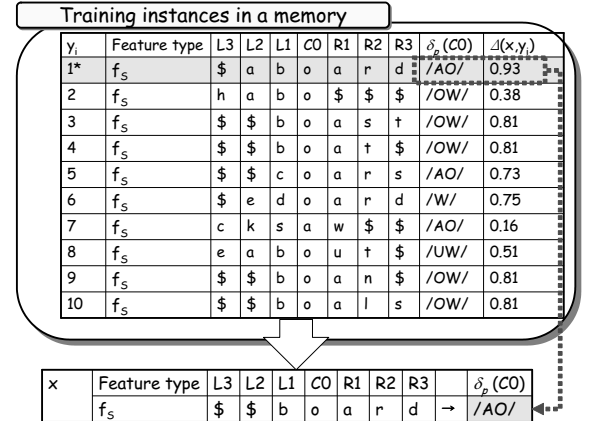 Training instances in a memory
yᵢ Feature type L3 L2 L1 C0 R1 R2 R3 δₚ (C0) Δ(x,yᵢ)
1* fS $ a b o a r d /AO/ 0.93
2 fS h a b o $ $ $ /OW/ 0.38
3 fS $ $ b o a s t /OW/ 0.81
4 fS $ $ b o a t $ /OW/ 0.81
5 fS $ $ c o a r s /AO/ 0.73
6 fS $ e d o a r d /W/ 0.75
7 fS c k s a w $ $ /AO/ 0.16
8 fS e a b o u t $ /UW/ 0.51
9 fS $ $ b o a n $ /OW/ 0.81
10 fS $ $ b o a l s /OW/ 0.81
x Feature type L3 L2 L1 C0 R1 R2 R3 δₚ (C0)
fS $ $ b o a r d → /AO/